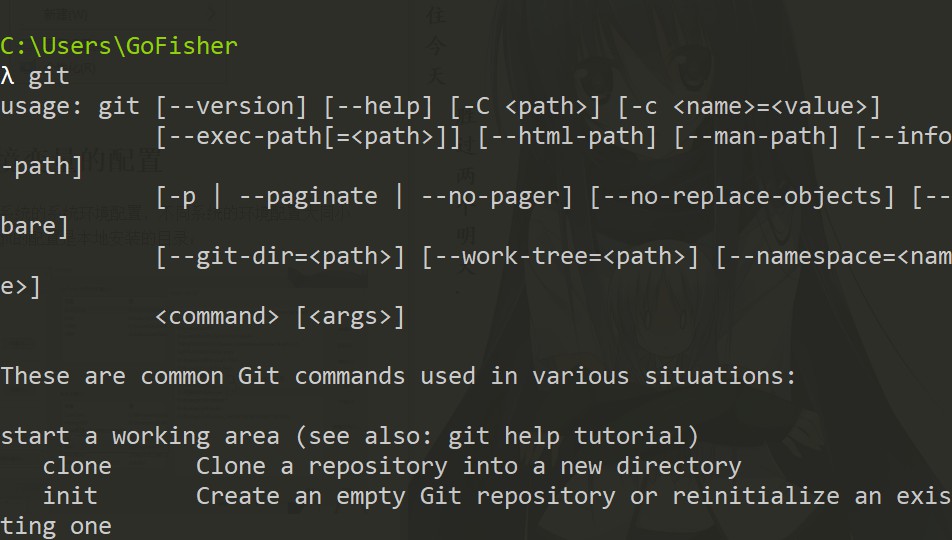 C:\Users\GoFisher
λ git
usage: git [--version] [--help] [-C <path>] [-c <name>=<value>]
           [--exec-path[=<path>]] [--html-path] [--man-path] [--info
-path]
           [-p | --paginate | --no-pager] [--no-replace-objects] [--
bare]
           [--git-dir=<path>] [--work-tree=<path>] [--namespace=<nam
e>]
           <command> [<args>]
These are common Git commands used in various situations:
start a working area (see also: git help tutorial)
   clone      Clone a repository into a new directory
   init       Create an empty Git repository or reinitialize an exis
ting one